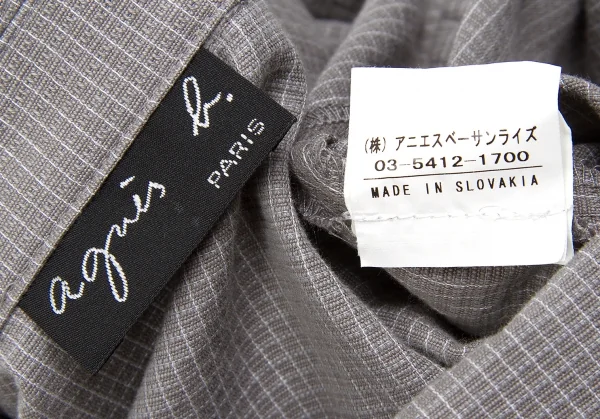 agnès b.
PARIS
(株) アニエスベーサンライズ
03-5412-1700
MADE IN SLOVAKIA